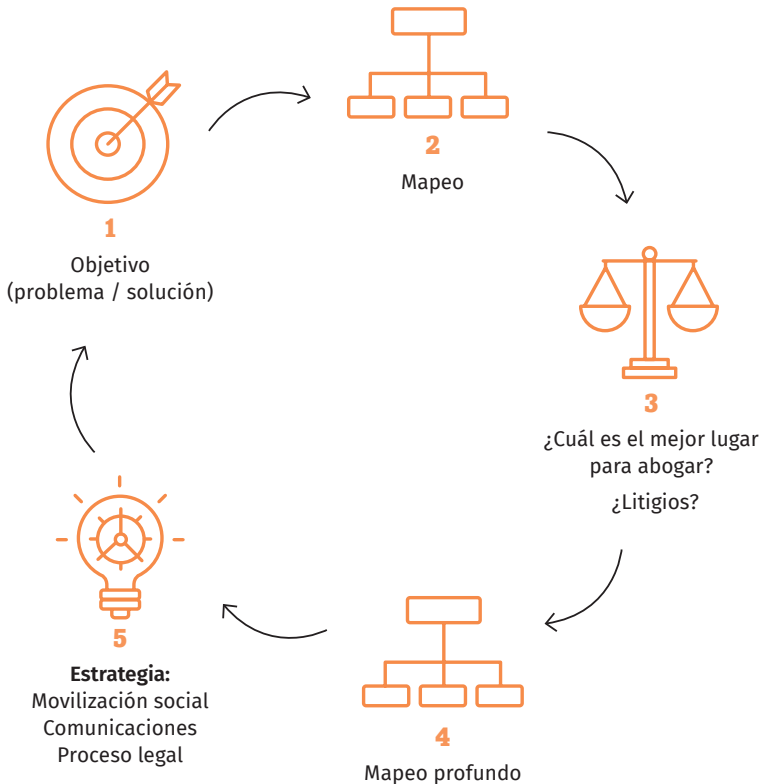 1
Objetivo
(problema / solución)
2
Mapeo
3
¿Cuál es el mejor lugar
para abogar?
¿Litigios?
4
Mapeo profundo
5
Estrategia:
Movilización social
Comunicaciones
Proceso legal